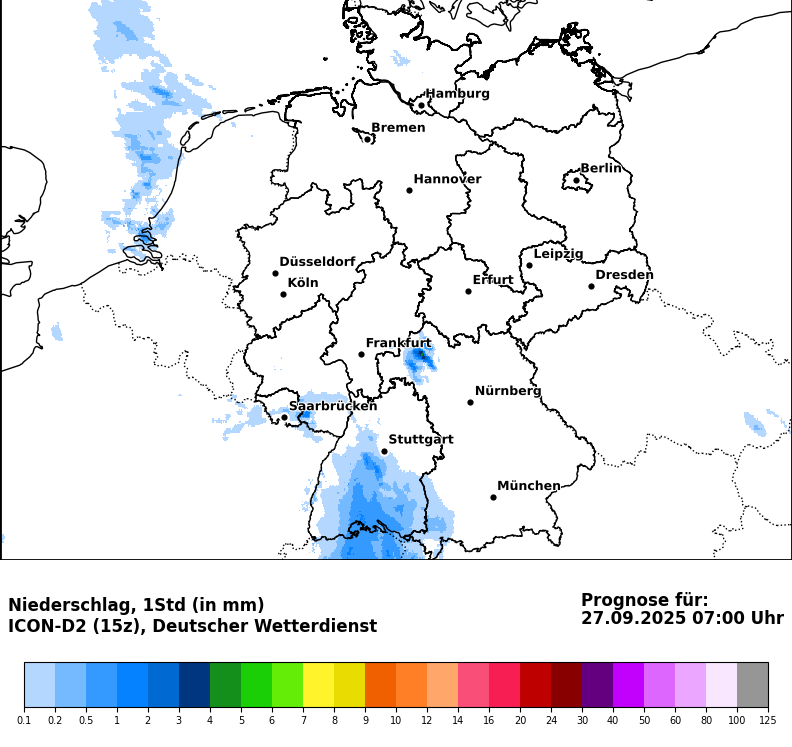 Hamburg
Bremen
Berlin
Hannover
Leipzig
Düsseldorf
Dresden
Köln
Erfurt
Frankfurt
Nürnberg
Saarbrücken
Stuttgart
München
Niederschlag, 1Std (in mm)
ICON-D2 (15z), Deutscher Wetterdienst
Prognose für:
27.09.2025 07:00 Uhr
0.1 0.2 0.5 1 2 3 4 5 6 7 8 9 10 12 14 16 20 24 30 40 50 60 80 100 125